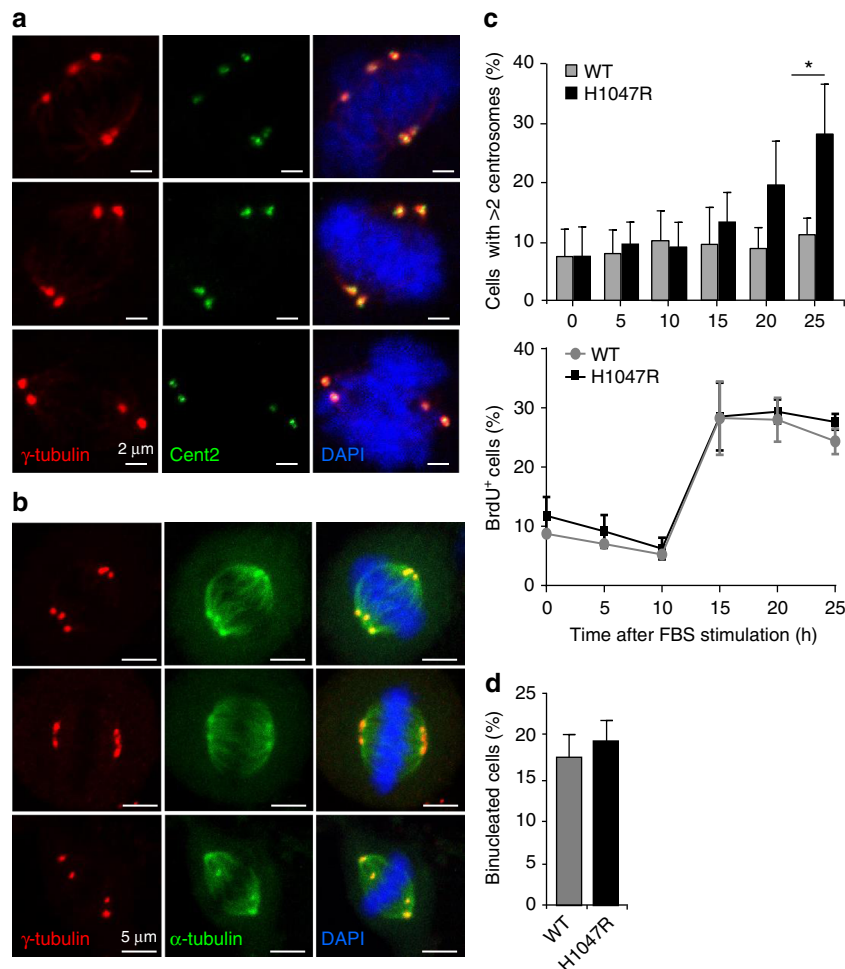 a
γ-tubulin
2 μm
Cent2
DAPI
b
γ-tubulin
5 μm
α-tubulin
DAPI
c
Cells with >2 centrosomes (%)
40
30
20
10
0
WT
H1047R
*
0 5 10 15 20 25
BrdU+ cells (%)
40
30
20
10
0
WT
H1047R
0 5 10 15 20 25
Time after FBS stimulation (h)
d
Binucleated cells (%)
25
20
15
10
5
0
WT
H1047R